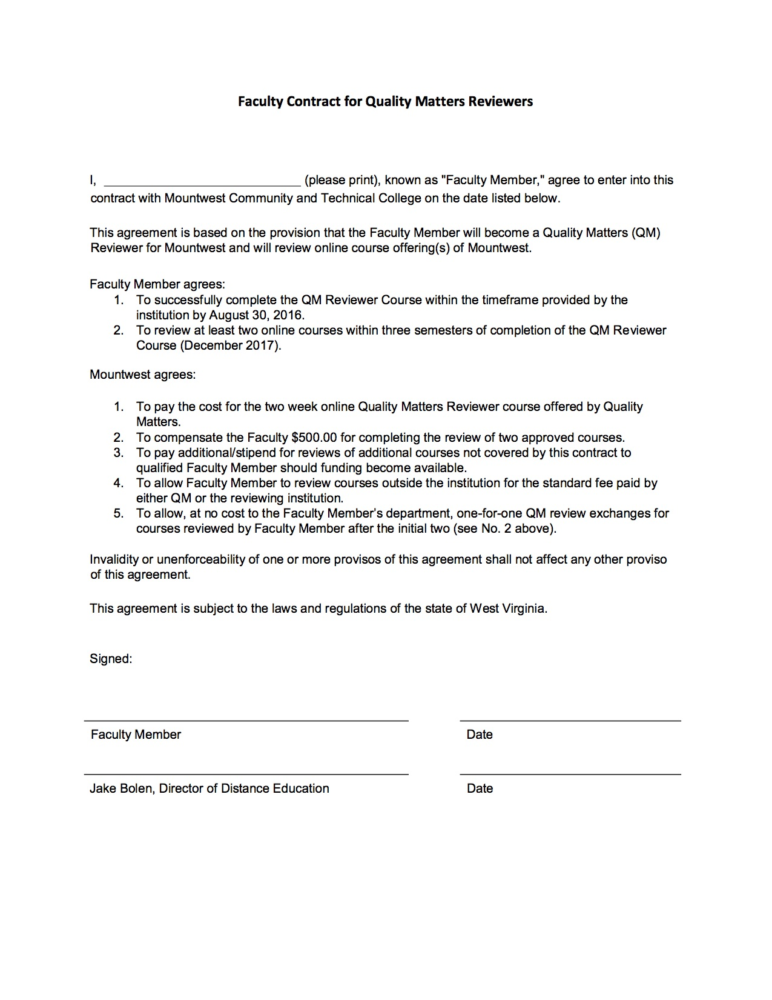 Faculty Contract for Quality Matters Reviewers
I, ____________________________ (please print), known as "Faculty Member," agree to enter into this
contract with Mountwest Community and Technical College on the date listed below.
This agreement is based on the provision that the Faculty Member will become a Quality Matters (QM)
Reviewer for Mountwest and will review online course offering(s) of Mountwest.
Faculty Member agrees:
1. To successfully complete the QM Reviewer Course within the timeframe provided by the
institution by August 30, 2016.
2. To review at least two online courses within three semesters of completion of the QM Reviewer
Course (December 2017).
Mountwest agrees:
1. To pay the cost for the two week online Quality Matters Reviewer course offered by Quality
Matters.
2. To compensate the Faculty $500.00 for completing the review of two approved courses.
3. To pay additional/stipend for reviews of additional courses not covered by this contract to
qualified Faculty Member should funding become available.
4. To allow Faculty Member to review courses outside the institution for the standard fee paid by
either QM or the reviewing institution.
5. To allow, at no cost to the Faculty Member’s department, one-for-one QM review exchanges for
courses reviewed by Faculty Member after the initial two (see No. 2 above).
Invalidity or unenforceability of one or more provisos of this agreement shall not affect any other proviso
of this agreement.
This agreement is subject to the laws and regulations of the state of West Virginia.
Signed:
Faculty Member Date
Jake Bolen, Director of Distance Education Date